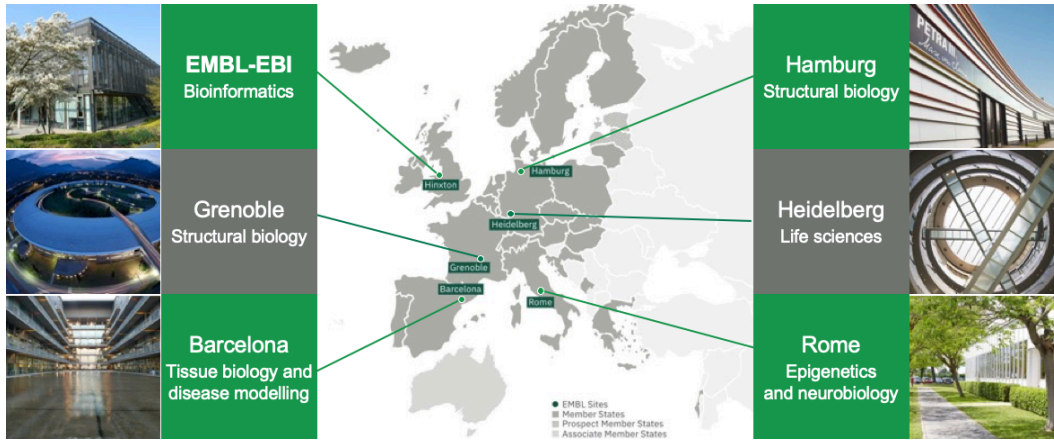 EMBL-EBI
Bioinformatics
Grenoble
Structural biology
Barcelona
Tissue biology and
disease modelling
Hinxton
Hamburg
Heidelberg
Grenoble
Barcelona
Rome
EMBL Sites
Member States
Prospect Member States
Associate Member States
Hamburg
Structural biology
PETRA III
Heidelberg
Life sciences
Rome
Epigenetics
and neurobiology